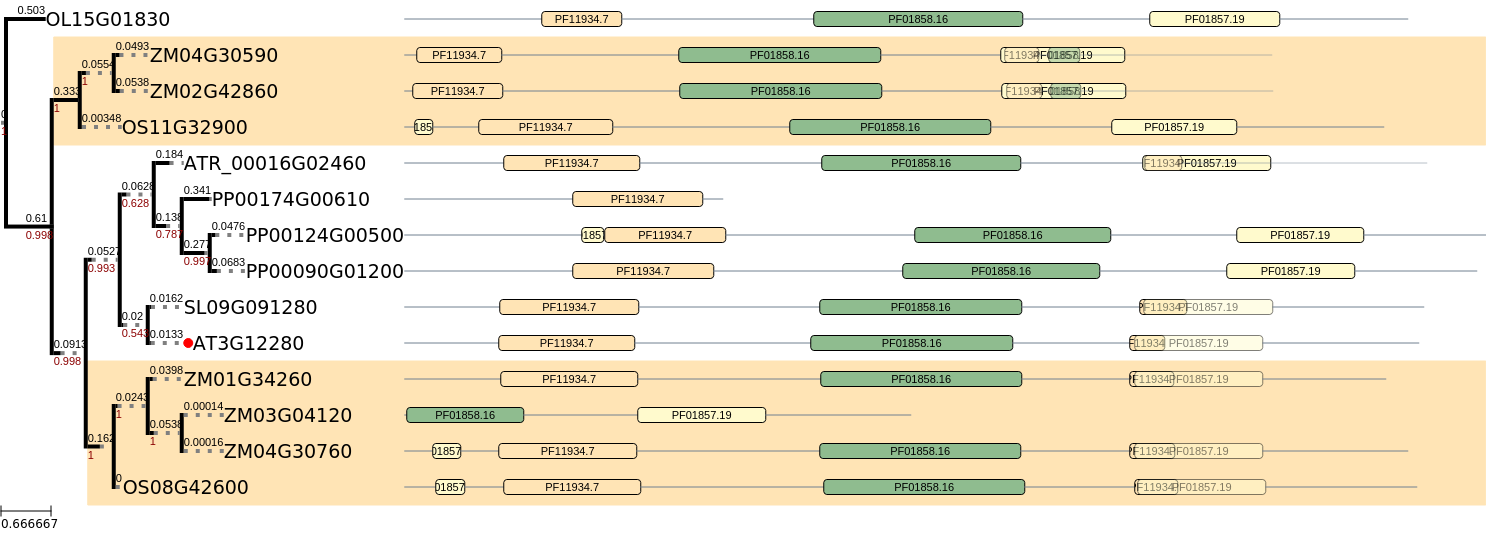 0.503 OL15G01830 PF11934.7 PF01858.16 PF01857.19
0.0493 ZM04G30590 PF11934.7 PF01858.16
0.0554
1
0.0538 ZM02G42860 PF11934.7 PF01858.16
0.333
1
0.00348 OS11G32900 185 PF11934.7 PF01858.16 PF01857.19
0.184 ATR_00016G02460 PF11934.7 PF01858.16 PF11934 PF01857.19
0.0628
0.628
0.341 PP00174G00610 PF11934.7
0.138
0.787
0.0476 PP00124G00500 185 PF11934.7 PF01858.16 PF01857.19
0.277
0.997
0.0683 PP00090G01200 PF11934.7 PF01858.16 PF01857.19
0.61
0.998
0.0527
0.993
0.0162 SL09G091280 PF11934.7 PF01858.16 PF11934.7 PF01857.19
0.02
0.543
0.0133 AT3G12280 PF11934.7 PF01858.16 F11934 PF01857.19
0.0913
0.998
0.0398 ZM01G34260 PF11934.7 PF01858.16 F11934 PF01857.19
0.0243
1
0.00014 ZM03G04120 PF01858.16 PF01857.19
0.0538
1
0.00016 ZM04G30760 01857 PF11934.7 PF01858.16 F11934 PF01857.19
0.162
1
0 OS08G42600 01857 PF11934.7 PF01858.16 F11934 PF01857.19
0.666667